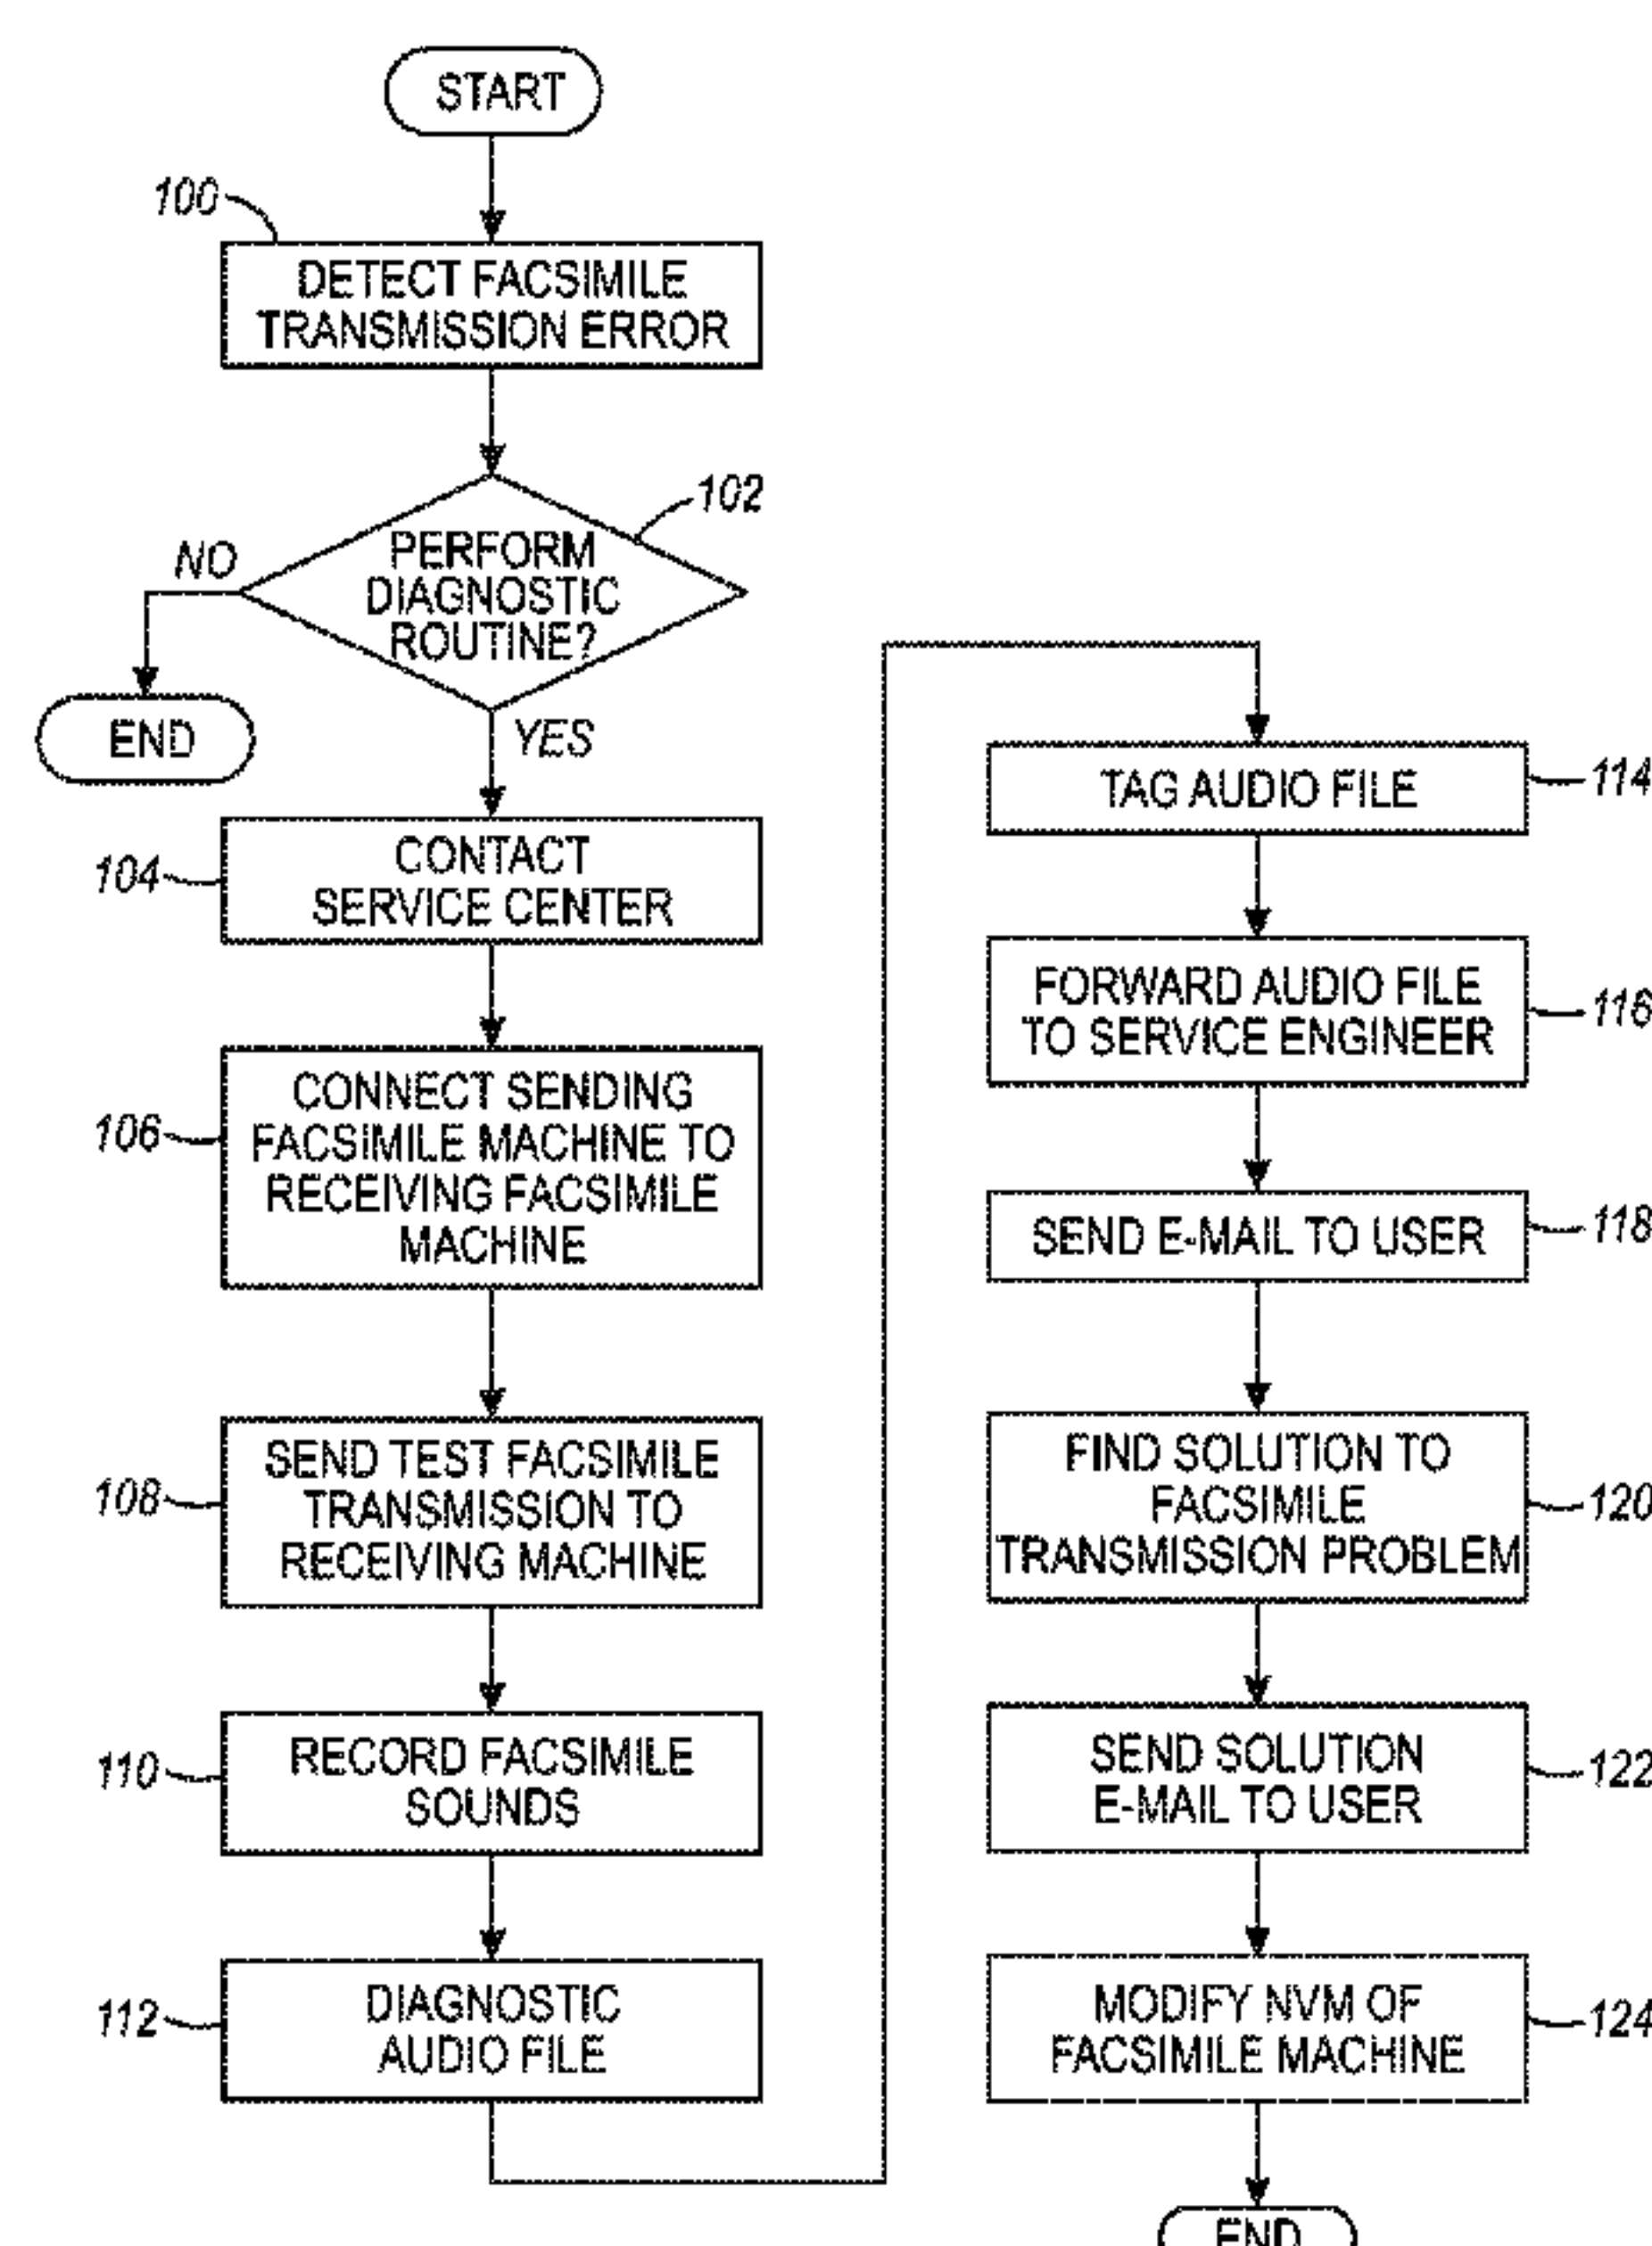 START
100
DETECT FACSIMILE
TRANSMISSION ERROR
102
PERFORM
DIAGNOSTIC
ROUTINE?
NO
END
YES
104
CONTACT
SERVICE CENTER
106
CONNECT SENDING
FACSIMILE MACHINE TO
RECEIVING FACSIMILE
MACHINE
108
SEND TEST FACSIMILE
TRANSMISSION TO
RECEIVING MACHINE
110
RECORD FACSIMILE
SOUNDS
112
DIAGNOSTIC
AUDIO FILE
TAG AUDIO FILE
114
FORWARD AUDIO FILE
TO SERVICE ENGINEER
116
SEND E-MAIL TO USER
118
FIND SOLUTION TO
FACSIMILE
TRANSMISSION PROBLEM
120
SEND SOLUTION
E-MAIL TO USER
122
MODIFY NVM OF
FACSIMILE MACHINE
124
END